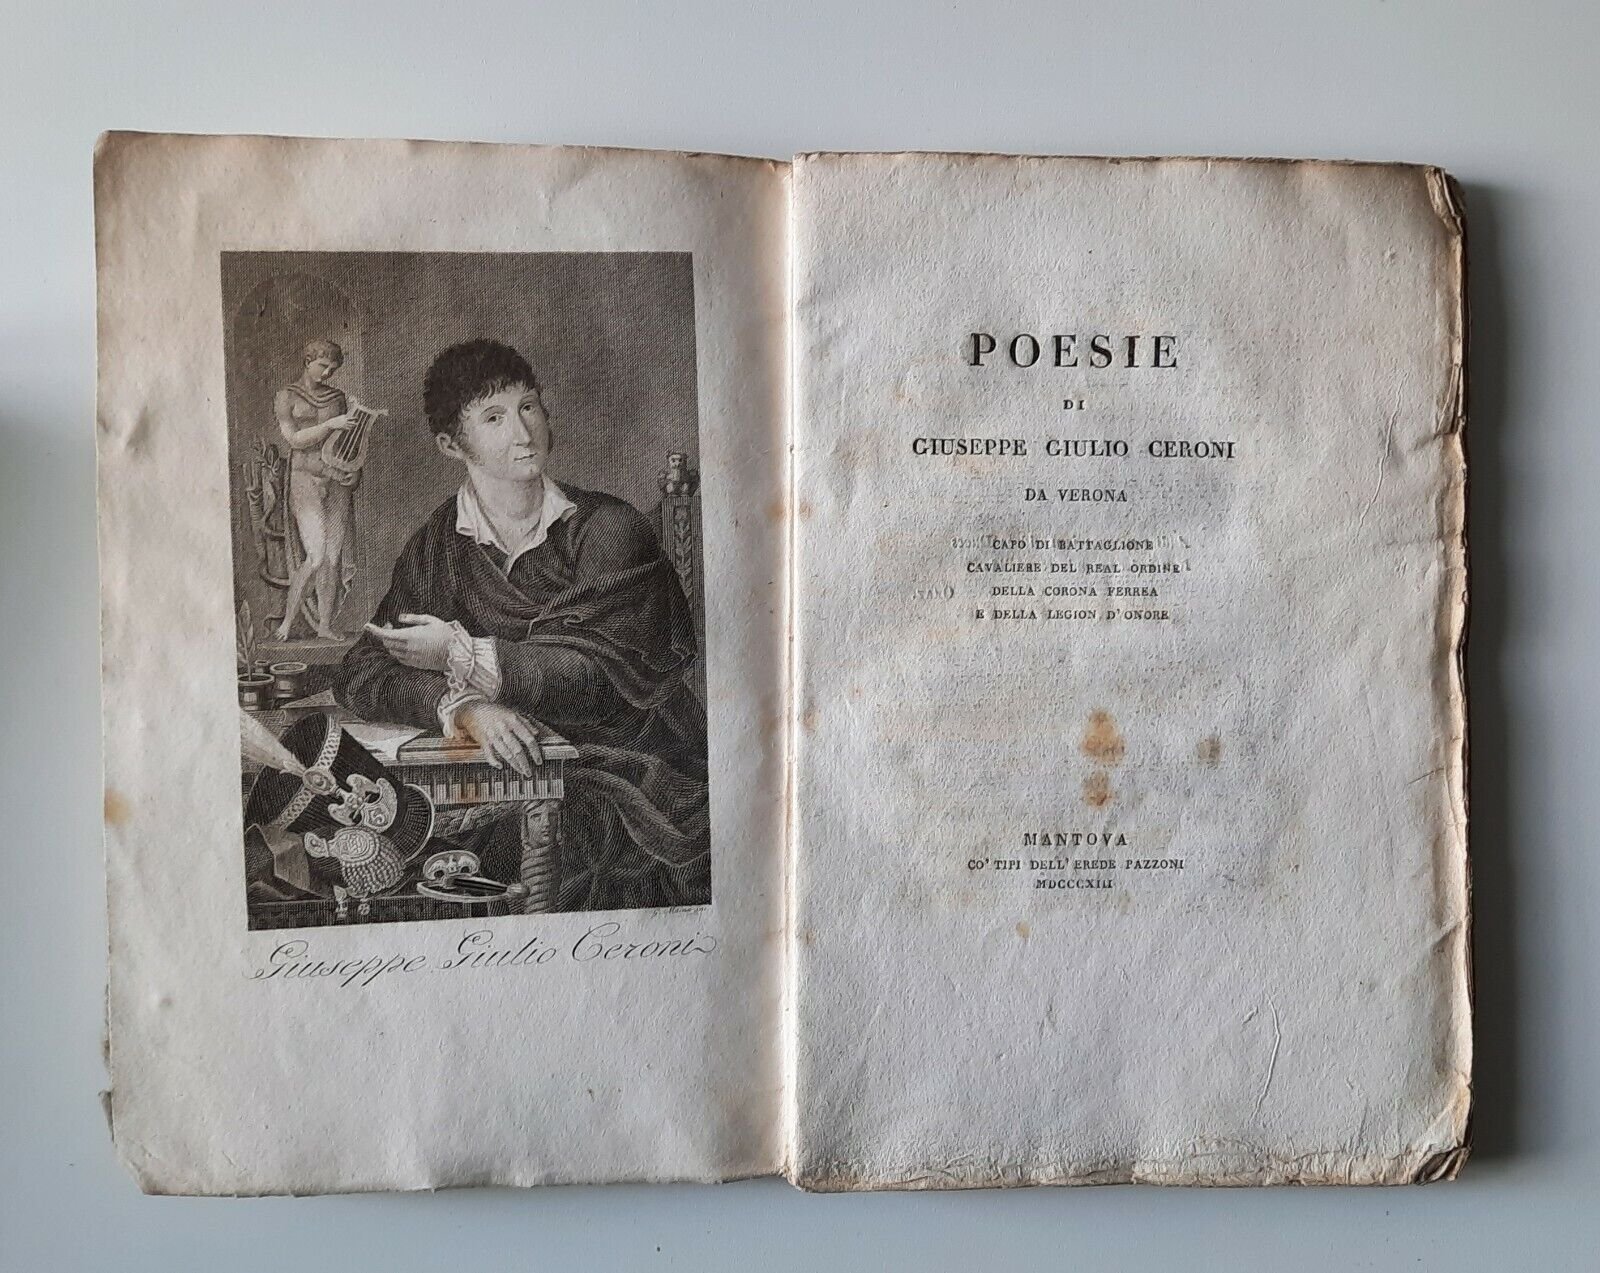 Giuseppe Giulio Ceroni
POESIE
DI
GIUSEPPE GIULIO CERONI
DA VERONA
CAPO DI BATTAGLIONE
CAVALIERE DEL REAL ORDINE
DELLA CORONA FERREA
E DELLA LEGION D'ONORE
MANTOVA
CO' TIPI DELL'EREDE PAZZONI
MDCCCXIII